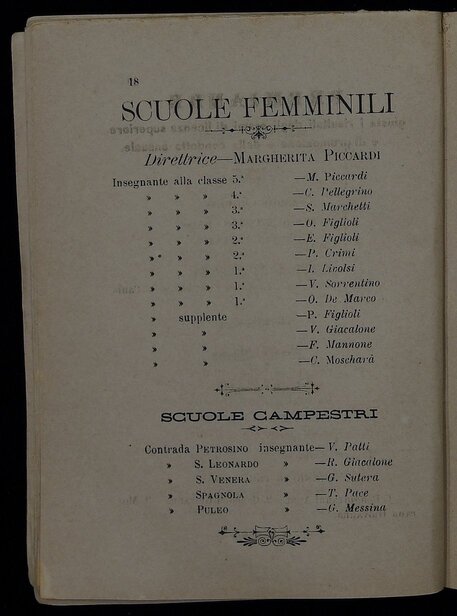 18
SCUOLE FEMMINILI
Direttrice—MARGHERITA PICCARDI
Insegnante alla classe 5.ª —M. Piccardi
» » » 4.ª —C. Pellegrino
» » » 3.ª —S. Marchetti
» » » 3.ª —O. Figlioli
» » » 2.ª —E. Figlioli
» » » 2.ª —P. Crimi
» » » 1.ª —I. Licolsi
» » » 1.ª —V. Sorrentino
» » » 1.ª —O. De Marco
» supplente —P. Figlioli
» » —V. Giacalone
» » —F. Mannone
» » —C. Moscharà
SCUOLE CAMPESTRI
Contrada PETROSINO insegnante—V. Patti
» S. LEONARDO » —R. Giacalone
» S. VENERA » —G. Sutera
» SPAGNOLA » —T. Pace
» PULEO » —G. Messina